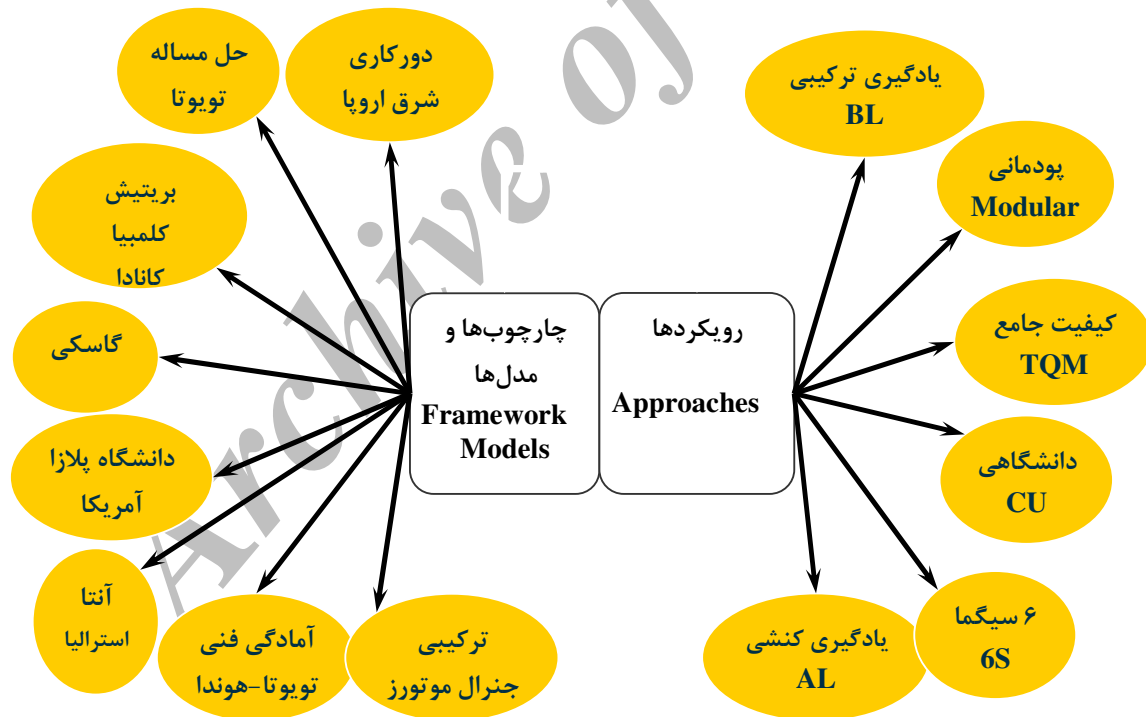 حل مساله
تویوتا
دورکاری
شرق اروپا
یادگیری ترکیبی
BL
پودمانی
Modular
بریتیش
کلمبیا
کانادا
چارچوب‌ها و
مدل‌ها
Framework
Models
رویکردها
Approaches
کیفیت جامع
TQM
گاسکی
دانشگاه پلازا
آمریکا
دانشگاهی
CU
آنتا
استرالیا
آمادگی فنی
تویوتا-هوندا
ترکیبی
جنرال موتورز
یادگیری کنشی
AL
۶ سیگما
6S
Archive of